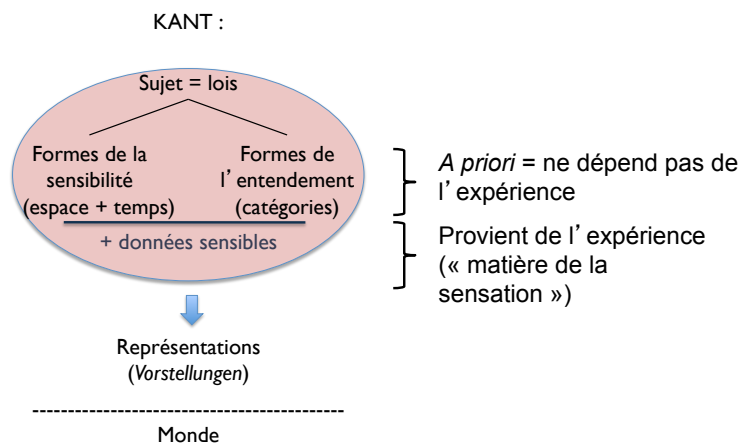 KANT :
Sujet = lois
Formes de la
sensibilité
(espace + temps)
Formes de
l’entendement
(catégories)
+ données sensibles
A priori = ne dépend pas de
l’expérience
Provient de l’expérience
(« matière de la
sensation »)
Représentations
(Vorstellungen)
Monde